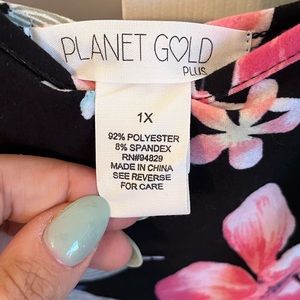 PLANET GOLD
PLUS
1X
92% POLYESTER
8% SPANDEX
RN#94829
MADE IN CHINA
SEE REVERSE
FOR CARE